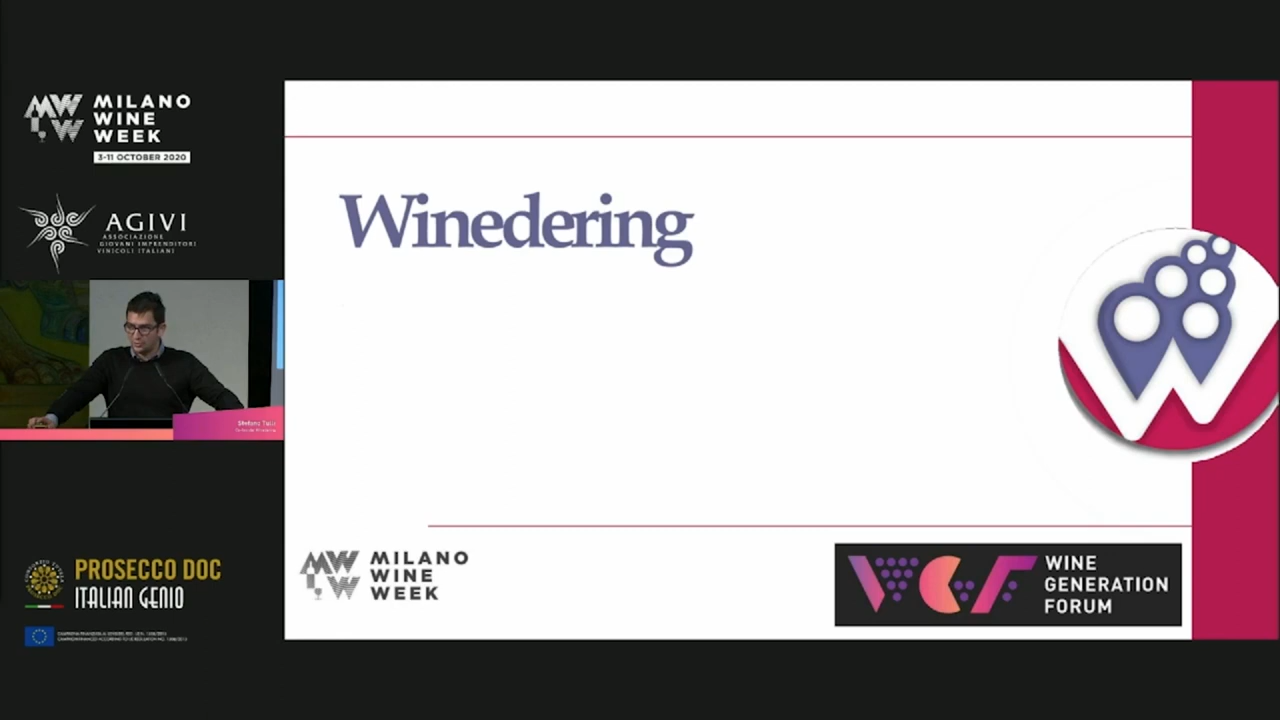 MILANO
WINE
WEEK
3-11 OCTOBER 2020
AGIVI
ASSOCIAZIONE
GIOVANI IMPRENDITORI
VINICOLI ITALIANI
Stefano
PROSECCO DOC
ITALIAN GENIO
Winedering
MILANO
WINE
WEEK
WINE
GENERATION
FORUM